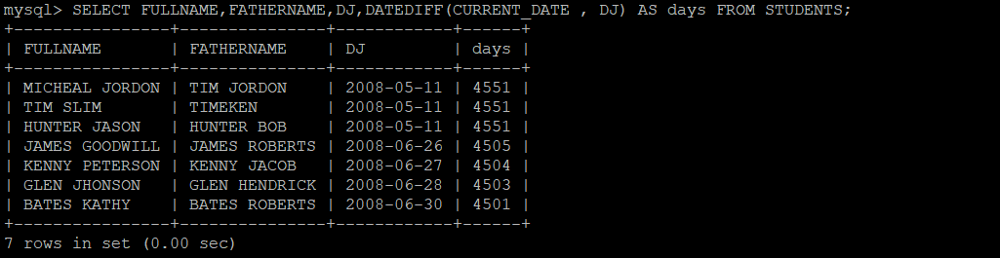 mysql> SELECT FULLNAME,FATHERNAME,DJ,DATEDIFF(CURRENT_DATE , DJ) AS days FROM STUDENTS;
+----------------+---------------+------------+------+
| FULLNAME       | FATHERNAME    | DJ         | days |
+----------------+---------------+------------+------+
| MICHEAL JORDON | TIM JORDON    | 2008-05-11 | 4551 |
| TIM SLIM       | TIMEKEN       | 2008-05-11 | 4551 |
| HUNTER JASON   | HUNTER BOB    | 2008-05-11 | 4551 |
| JAMES GOODWILL | JAMES ROBERTS | 2008-06-26 | 4505 |
| KENNY PETERSON | KENNY JACOB   | 2008-06-27 | 4504 |
| GLEN JHONSON   | GLEN HENDRICK | 2008-06-28 | 4503 |
| BATES KATHY    | BATES ROBERTS | 2008-06-30 | 4501 |
+----------------+---------------+------------+------+
7 rows in set (0.00 sec)